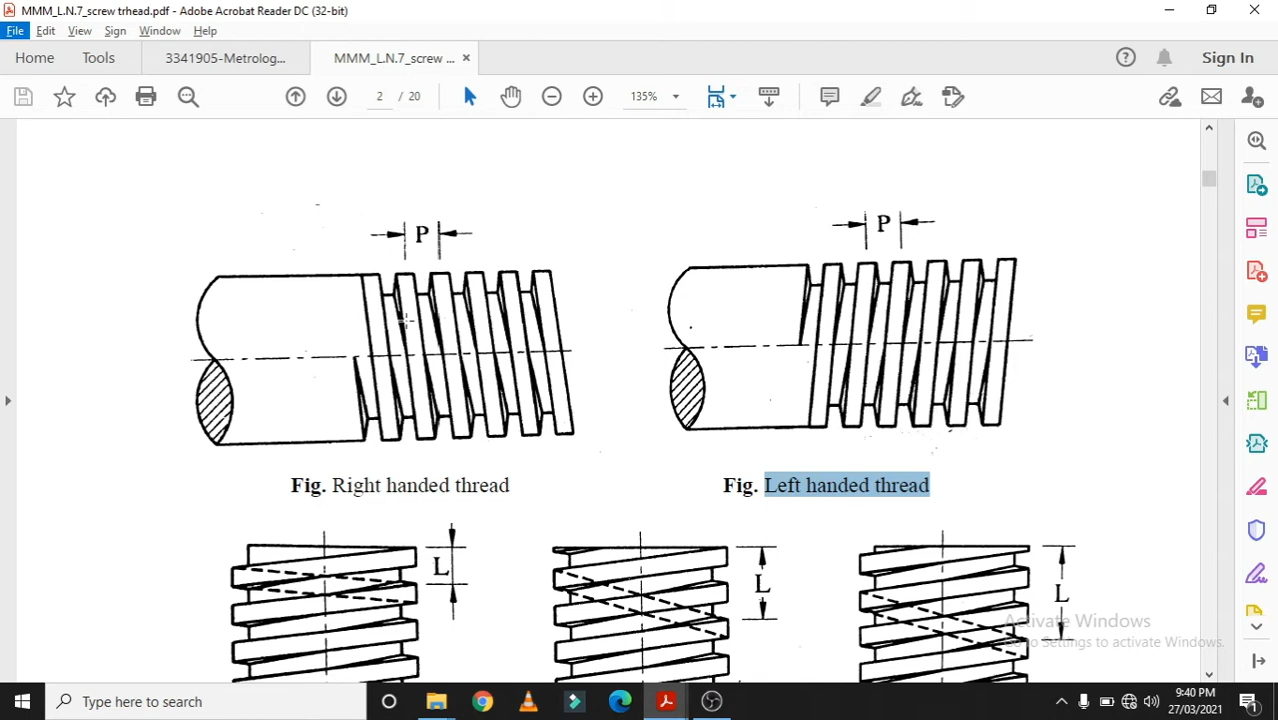 MMM_L.N.7_screw trhead.pdf - Adobe Acrobat Reader DC (32-bit)
File Edit View Sign Window Help
Home Tools 3341905-Metrolog... MMM_L.N.7_screw ... Sign In
2 / 20 135%
P P
Fig. Right handed thread Fig. Left handed thread
L L L
Activate Windows
Go to Settings to activate Windows.
Type here to search
9:40 PM
27/03/2021
1